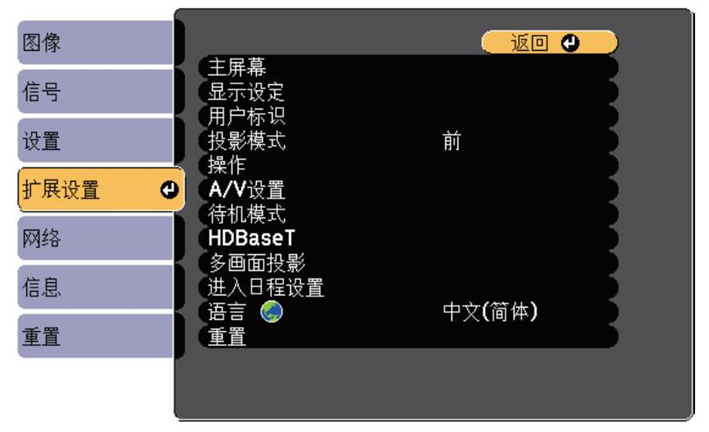 图像
信号
设置
扩展设置
网络
信息
重置
返回
主屏幕
显示设定
用户标识
投影模式 前
操作
A/V设置
待机模式
HDBaseT
多画面投影
进入日程设置
语言 中文(简体)
重置